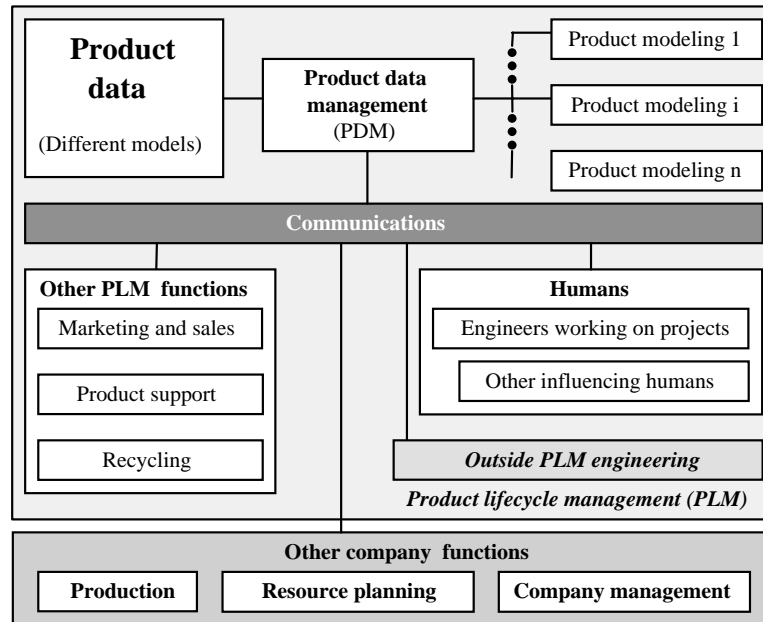 Product
data
(Different models)
Product data
management
(PDM)
Product modeling 1
Product modeling i
Product modeling n
Communications
Other PLM functions
Marketing and sales
Product support
Recycling
Humans
Engineers working on projects
Other influencing humans
Outside PLM engineering
Product lifecycle management (PLM)
Other company functions
Production
Resource planning
Company management